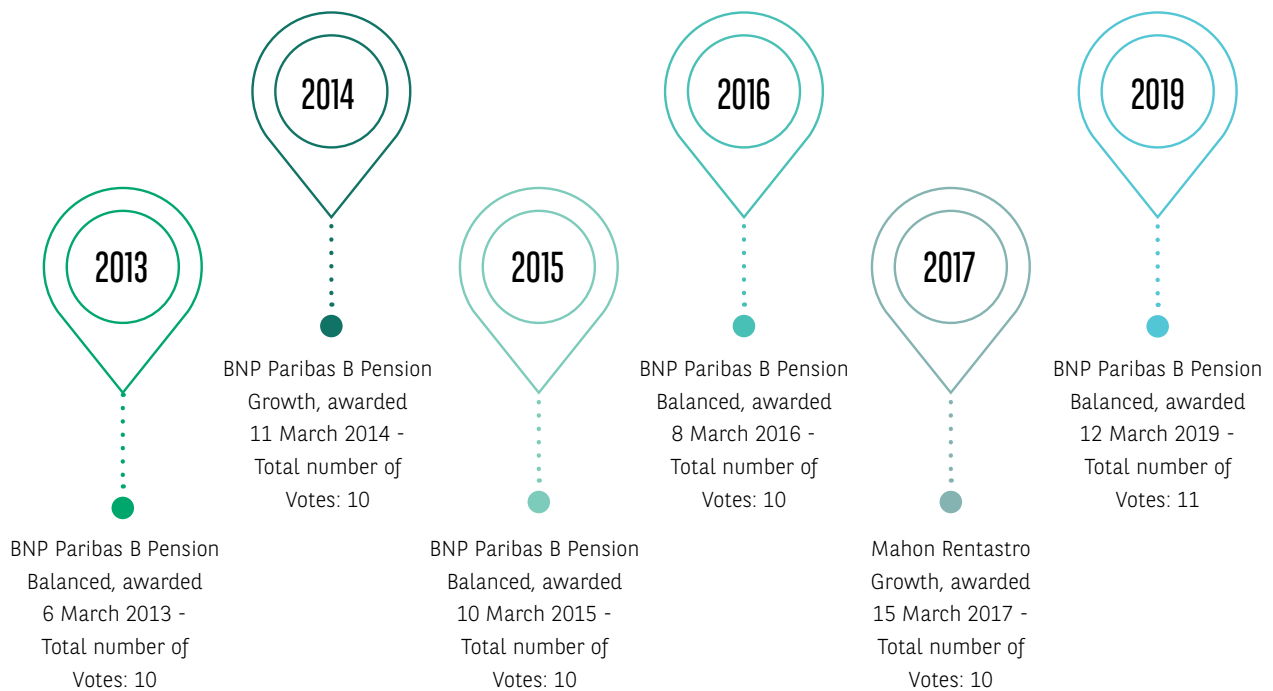 2013
BNP Paribas B Pension
Balanced, awarded
6 March 2013 -
Total number of
Votes: 10
2014
BNP Paribas B Pension
Growth, awarded
11 March 2014 -
Total number of
Votes: 10
2015
BNP Paribas B Pension
Balanced, awarded
10 March 2015 -
Total number of
Votes: 10
2016
BNP Paribas B Pension
Balanced, awarded
8 March 2016 -
Total number of
Votes: 10
2017
Mahon Rentastro
Growth, awarded
15 March 2017 -
Total number of
Votes: 10
2019
BNP Paribas B Pension
Balanced, awarded
12 March 2019 -
Total number of
Votes: 11